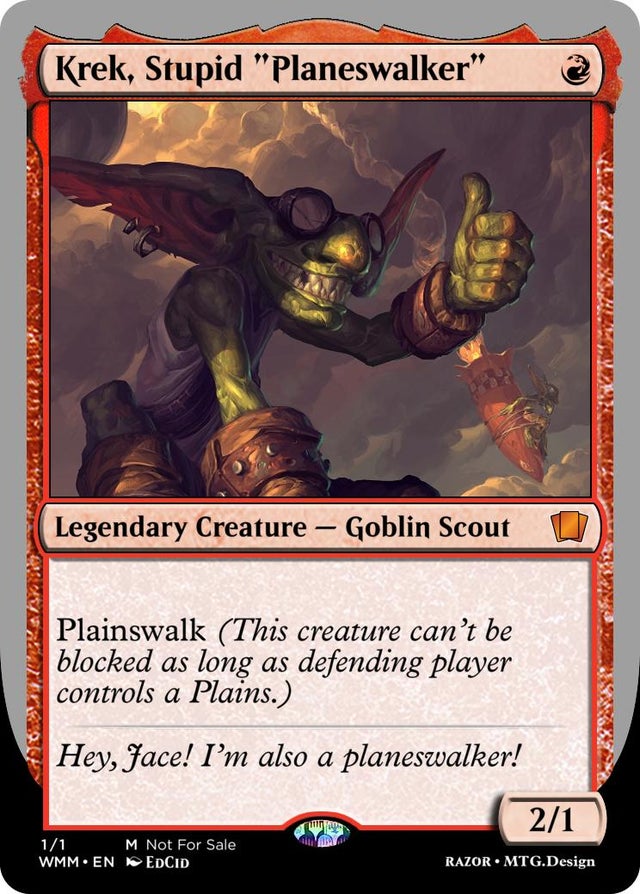 Krek, Stupid "Planeswalker"
Legendary Creature — Goblin Scout
Plainswalk (This creature can't be
blocked as long as defending player
controls a Plains.)
Hey, Jace! I'm also a planeswalker!
2/1
1/1 M Not For Sale
WMM • EN EdCid
RAZOR • MTG.Design